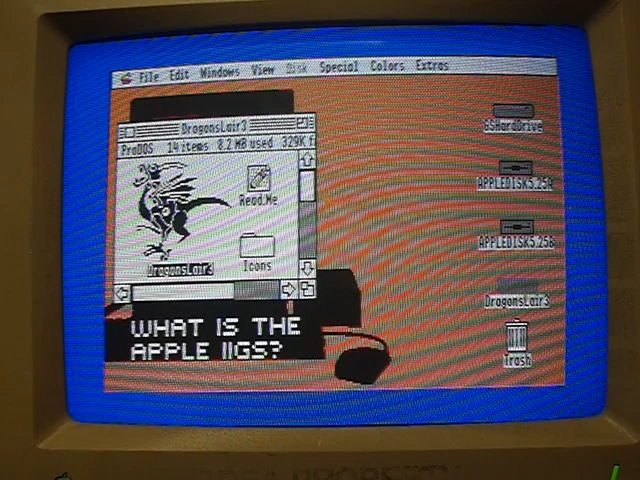 File Edit Windows View Disk Special Colors Extras
DragonsLair3
ProDOS 14 items 8.2 MB used 329K f
Read.Me
DragonsLair3
Icons
GSHardDrive
APPLEDISK5.25A
APPLEDISK5.25B
DragonsLair3
Trash
WHAT IS THE
APPLE IIGS?